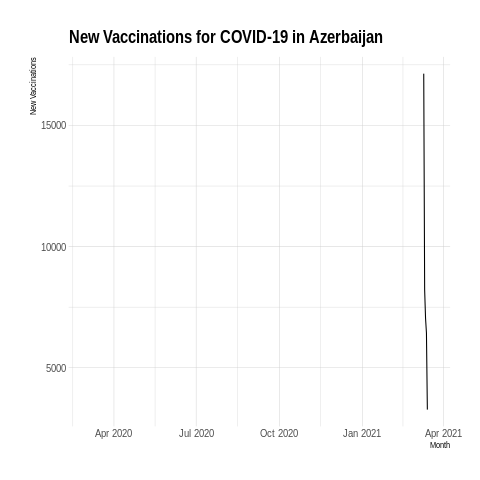 New Vaccinations for COVID-19 in Azerbaijan
New Vaccinations
15000
10000
5000
Apr 2020 Jul 2020 Oct 2020 Jan 2021 Apr 2021
Month